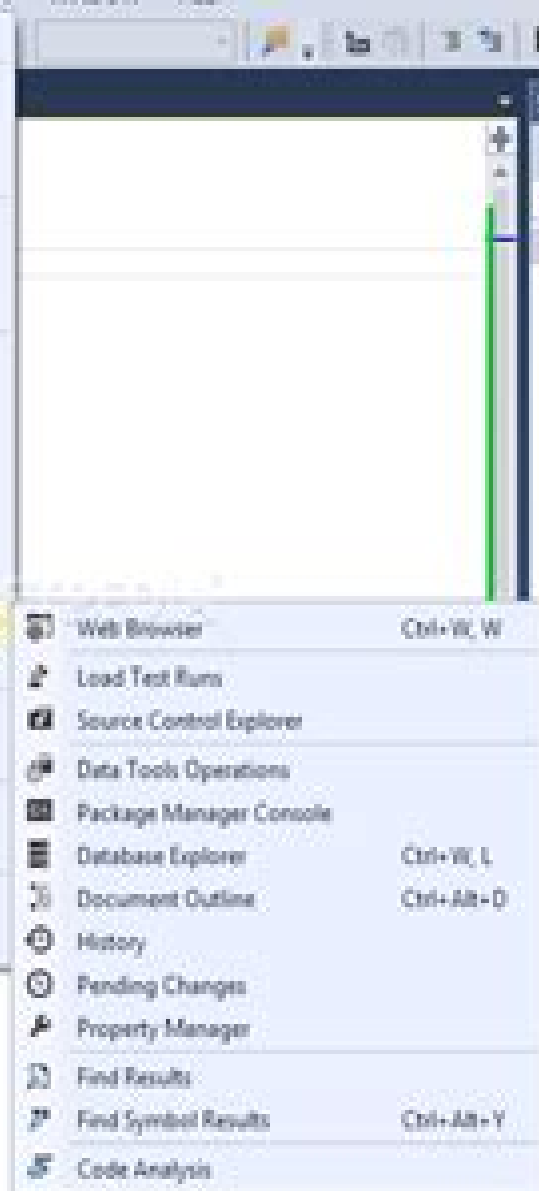 Web Browser Ctrl+W, W
Load Test Runs
Source Control Explorer
Data Tools Operations
Package Manager Console
Database Explorer Ctrl+W, L
Document Outline Ctrl+Alt+D
History
Pending Changes
Property Manager
Find Results
Find Symbol Results Ctrl+Alt+Y
Code Analysis